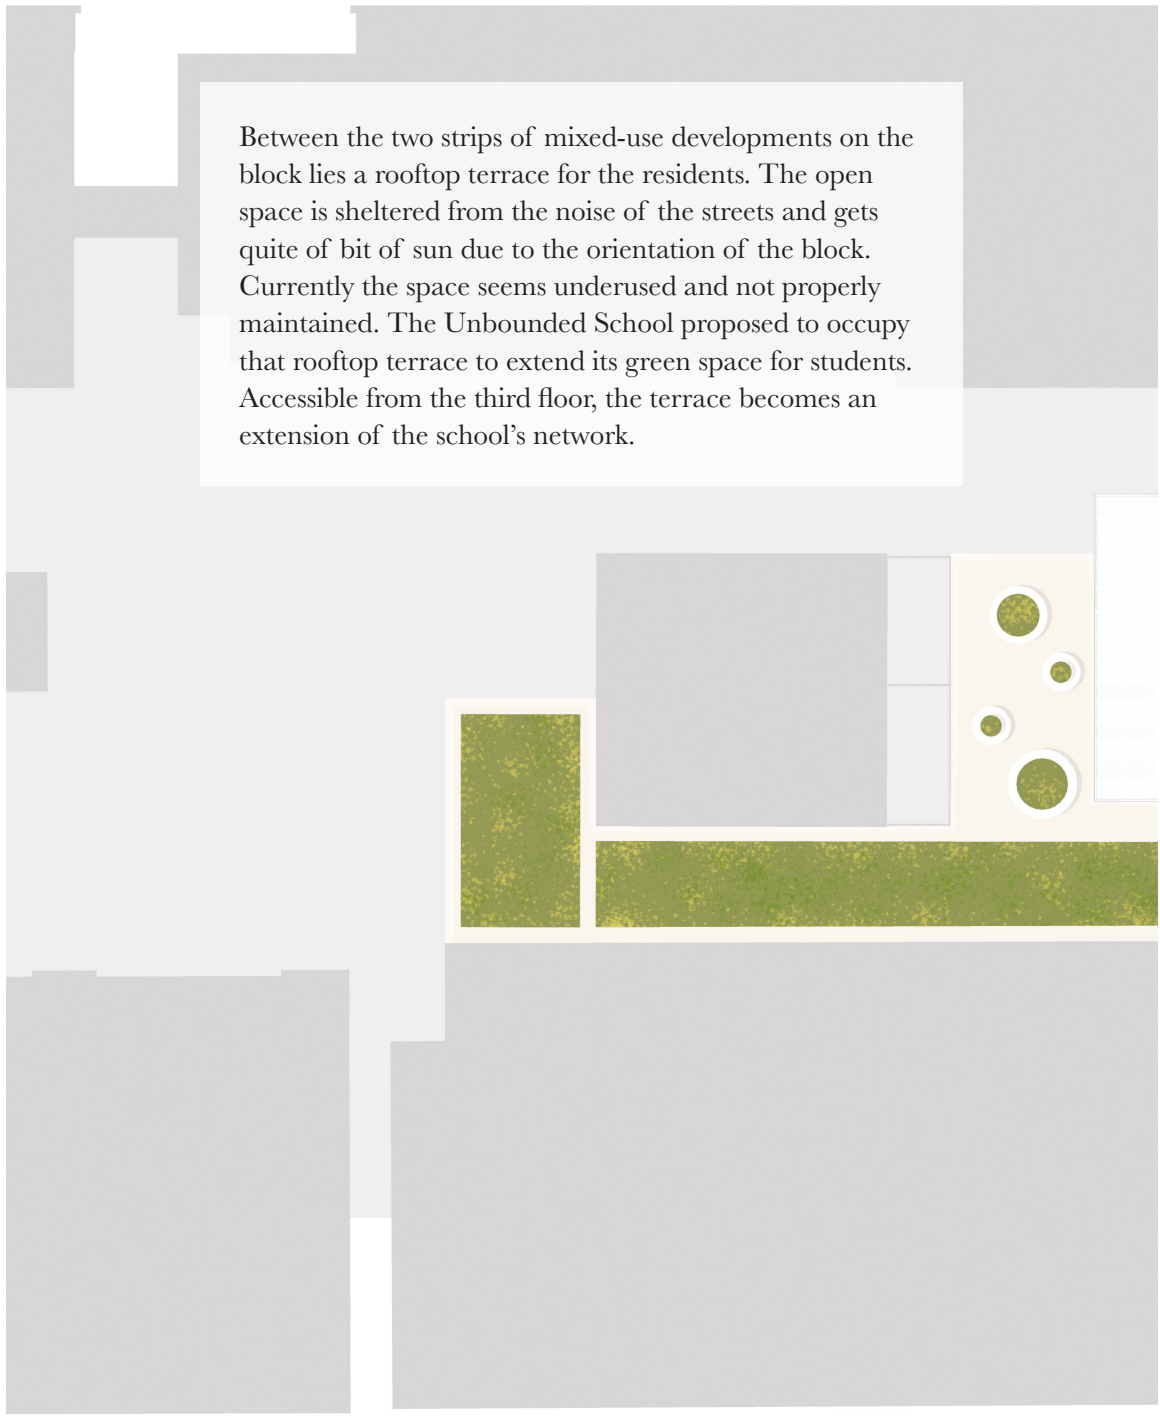 Between the two strips of mixed-use developments on the
block lies a rooftop terrace for the residents. The open
space is sheltered from the noise of the streets and gets
quite of bit of sun due to the orientation of the block.
Currently the space seems underused and not properly
maintained. The Unbounded School proposed to occupy
that rooftop terrace to extend its green space for students.
Accessible from the third floor, the terrace becomes an
extension of the school’s network.